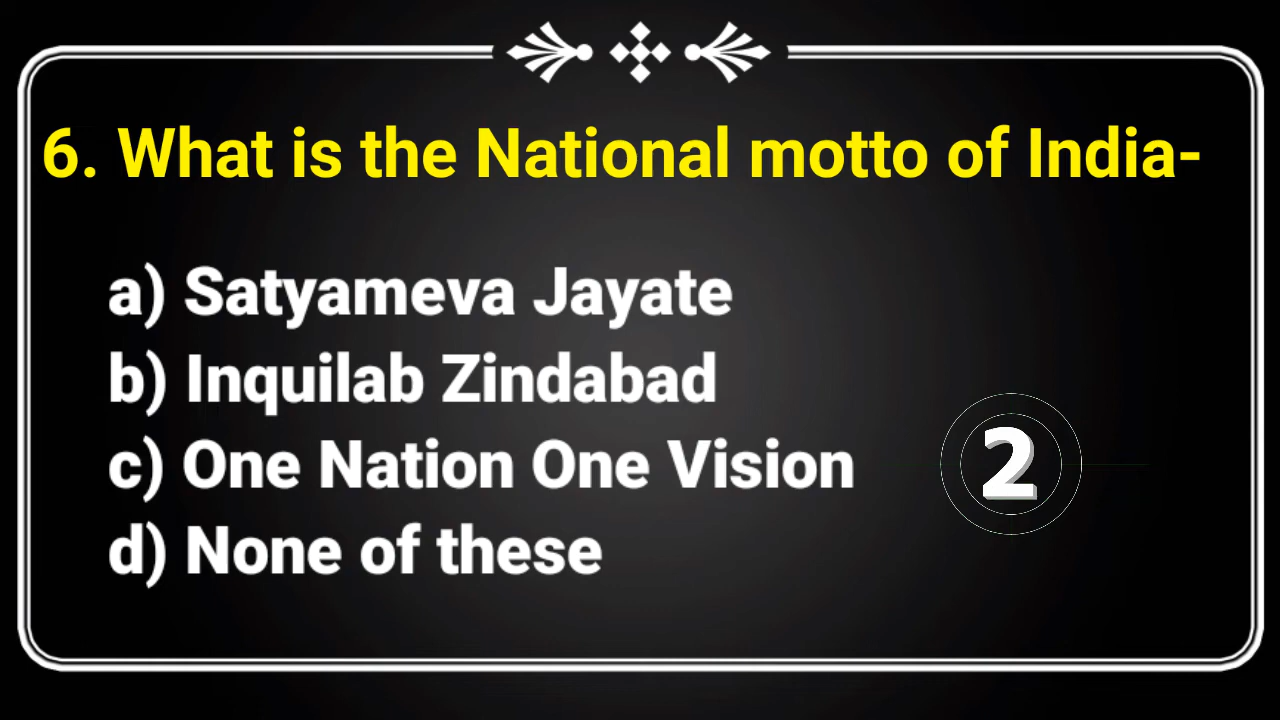 6. What is the National motto of India-
a) Satyameva Jayate
b) Inquilab Zindabad
c) One Nation One Vision
d) None of these
2